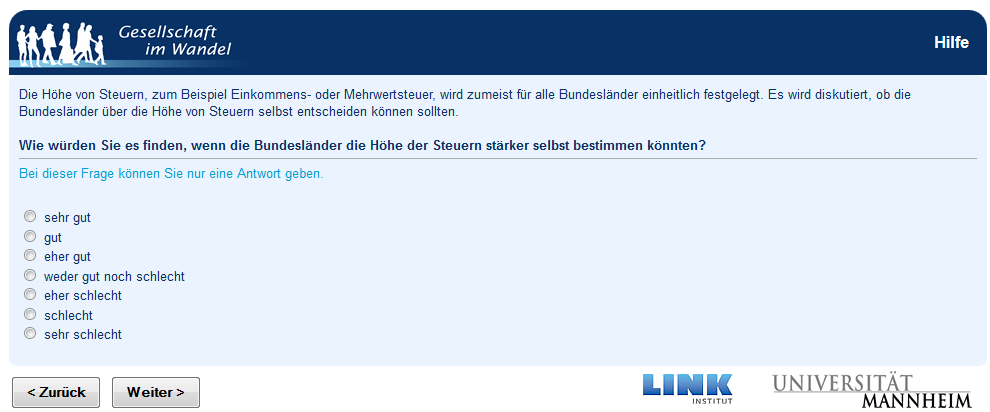 Gesellschaft
im Wandel
Hilfe
Die Höhe von Steuern, zum Beispiel Einkommens- oder Mehrwertsteuer, wird zumeist für alle Bundesländer einheitlich festgelegt. Es wird diskutiert, ob die
Bundesländer über die Höhe von Steuern selbst entscheiden können sollten.
Wie würden Sie es finden, wenn die Bundesländer die Höhe der Steuern stärker selbst bestimmen könnten?
Bei dieser Frage können Sie nur eine Antwort geben.
sehr gut
gut
eher gut
weder gut noch schlecht
eher schlecht
schlecht
sehr schlecht
< Zurück
Weiter >
LINK
INSTITUT
UNIVERSITÄT
MANNHEIM